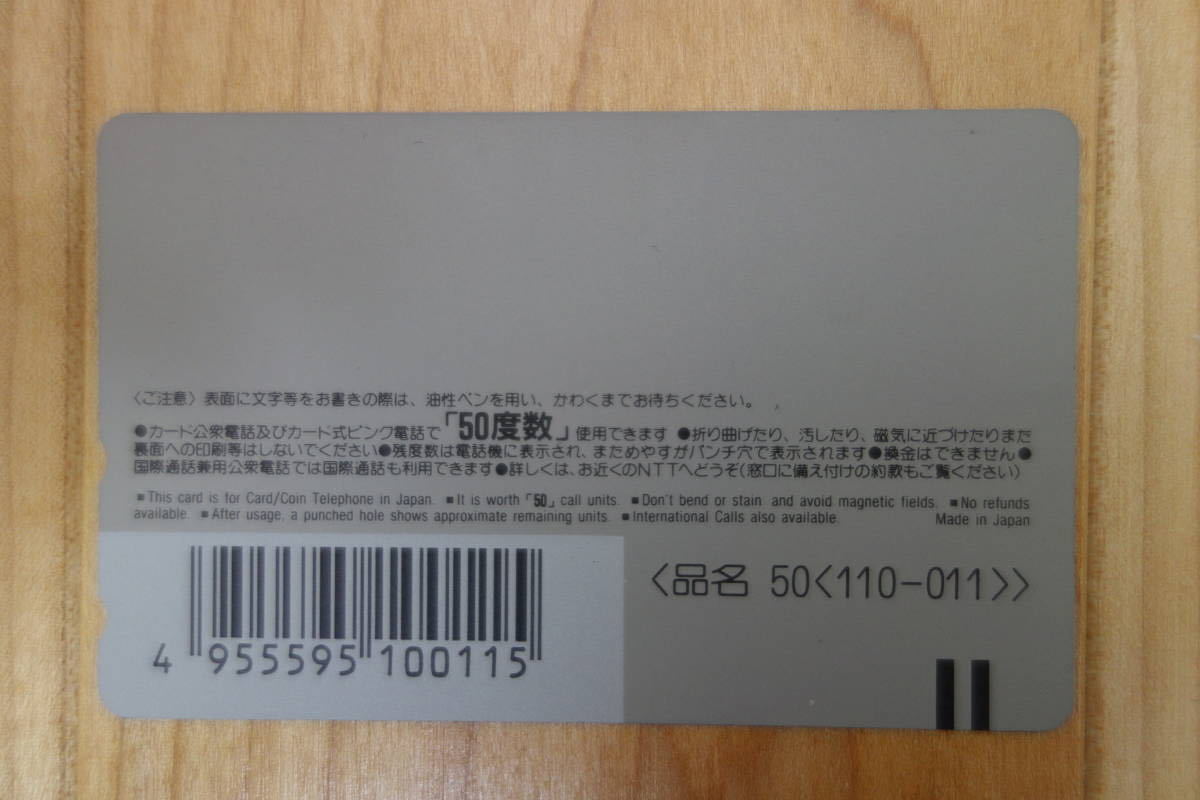 〈ご注意〉表面に文字等をお書きの際は、油性ペンを用い、かわくまでお待ちください。
●カード公衆電話及びカード式ピンク電話で「50度数」使用できます ●折り曲げたり、汚したり、磁気に近づけたりまた
裏面への印刷等はしないでください●残度数は電話機に表示され、まためやすがパンチ穴で表示されます●換金はできません●
国際通話兼用公衆電話では国際通話も利用できます●詳しくは、お近くのNTTへどうぞ(窓口に備え付けの約款もご覧ください)
■This card is for Card/Coin Telephone in Japan. ■It is worth「50」call units. ■Don't bend or stain and avoid magnetic fields. ■No refunds
available. ■After usage, a punched hole shows approximate remaining units. ■International Calls also available. Made in Japan
〈品名 50〈110-011〉〉
4 955595 100115